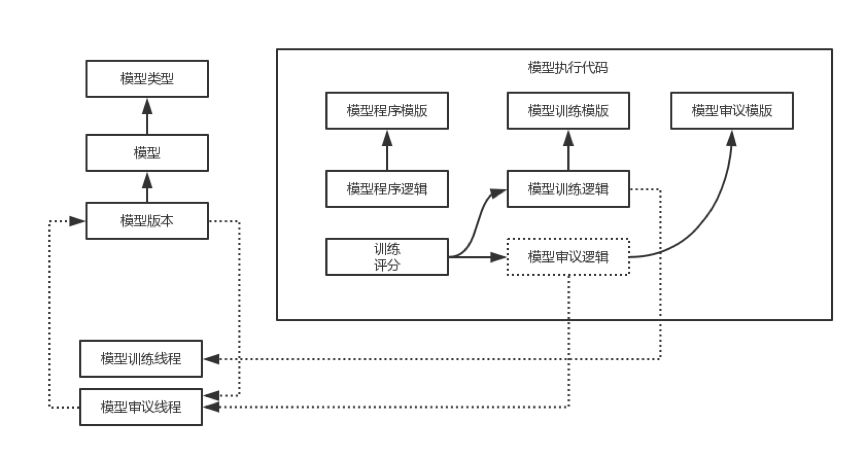 模型执行代码
模型类型
模型程序模版
模型训练模版
模型审议模版
模型
模型程序逻辑
模型训练逻辑
模型版本
训练
评分
模型审议逻辑
模型训练线程
模型审议线程